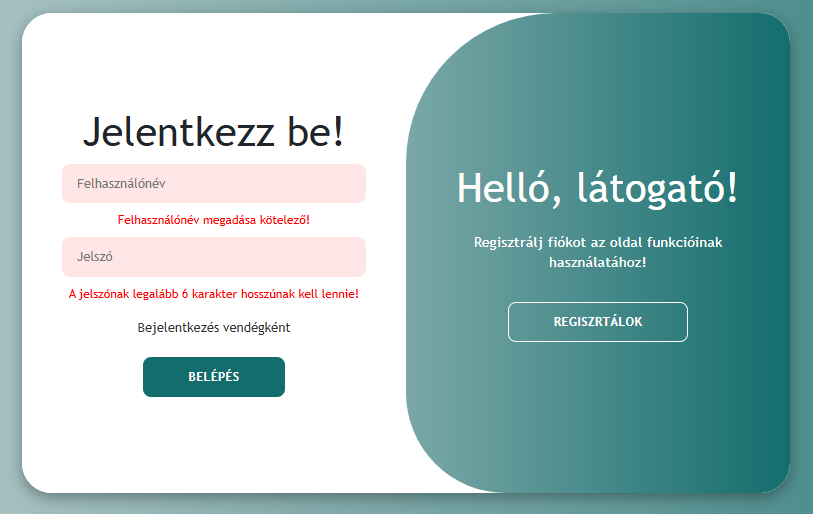 Jelentkezz be!
Felhasználónév
Felhasználónév megadása kötelező!
Jelszó
A jelszónak legalább 6 karakter hosszúnak kell lennie!
Bejelentkezés vendégként
BELÉPÉS
Helló, látogató!
Regisztrálj fiókot az oldal funkcióinak
használatához!
REGISZRTÁLOK